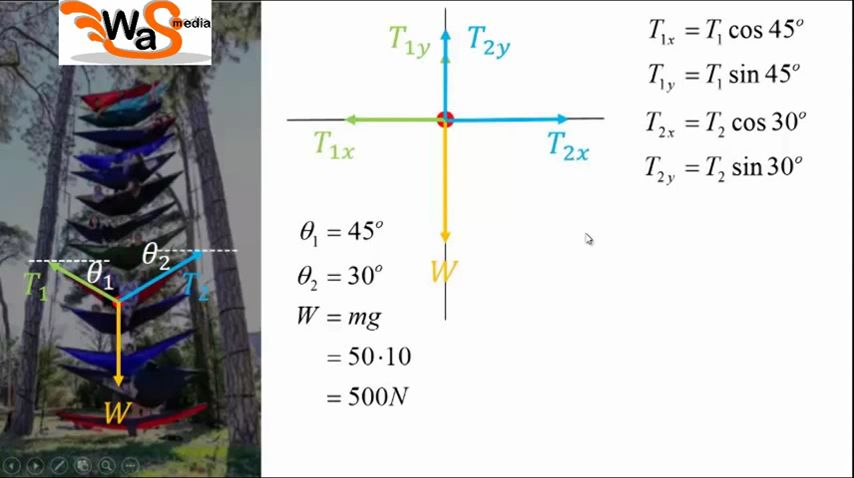 WaS
media
T₁y T₂y
T₁x T₂x
W
T₁ θ₁ θ₂ T₂
W
θ₁ = 45°
θ₂ = 30°
W = mg
= 50·10
= 500N
T₁x = T₁ cos 45°
T₁y = T₁ sin 45°
T₂x = T₂ cos 30°
T₂y = T₂ sin 30°